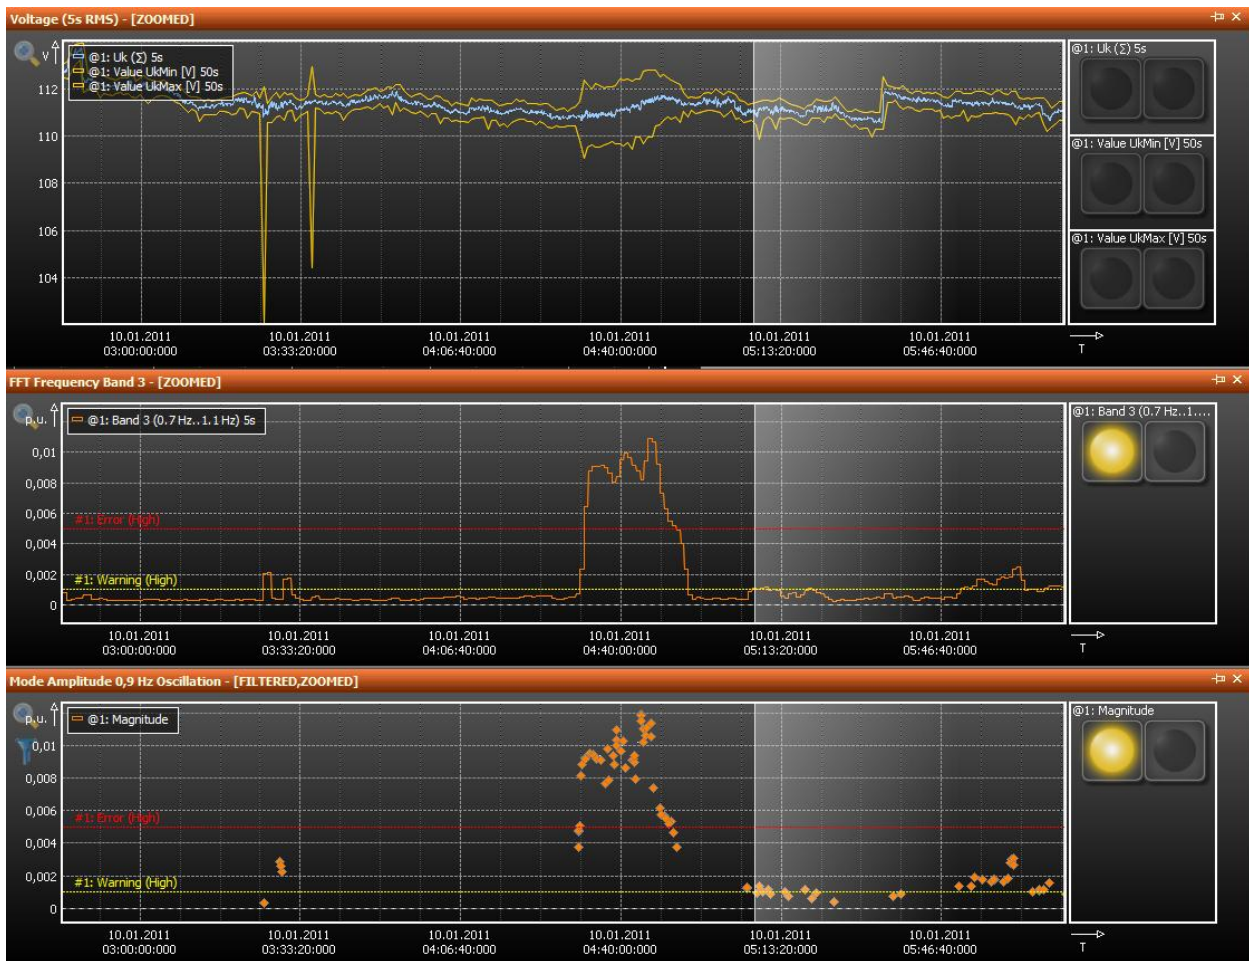 Voltage (5s RMS) - [ZOOMED]
V
@1: Uk (Σ) 5s
@1: Value UkMin [V] 50s
@1: Value UkMax [V] 50s
112
110
108
106
104
10.01.2011 10.01.2011 10.01.2011 10.01.2011 10.01.2011 10.01.2011
03:00:00:000 03:33:20:000 04:06:40:000 04:40:00:000 05:13:20:000 05:46:40:000
T
@1: Uk (Σ) 5s
@1: Value UkMin [V] 50s
@1: Value UkMax [V] 50s
FFT Frequency Band 3 - [ZOOMED]
p.u.
@1: Band 3 (0.7 Hz..1.1 Hz) 5s
0,01
0,008
0,006
#1: Error (High)
0,004
0,002
#1: Warning (High)
0
10.01.2011 10.01.2011 10.01.2011 10.01.2011 10.01.2011 10.01.2011
03:00:00:000 03:33:20:000 04:06:40:000 04:40:00:000 05:13:20:000 05:46:40:000
T
@1: Band 3 (0.7 Hz..1....
Mode Amplitude 0,9 Hz Oscillation - [FILTERED,ZOOMED]
p.u.
@1: Magnitude
0,01
0,008
0,006
#1: Error (High)
0,004
0,002
#1: Warning (High)
0
10.01.2011 10.01.2011 10.01.2011 10.01.2011 10.01.2011 10.01.2011
03:00:00:000 03:33:20:000 04:06:40:000 04:40:00:000 05:13:20:000 05:46:40:000
T
@1: Magnitude